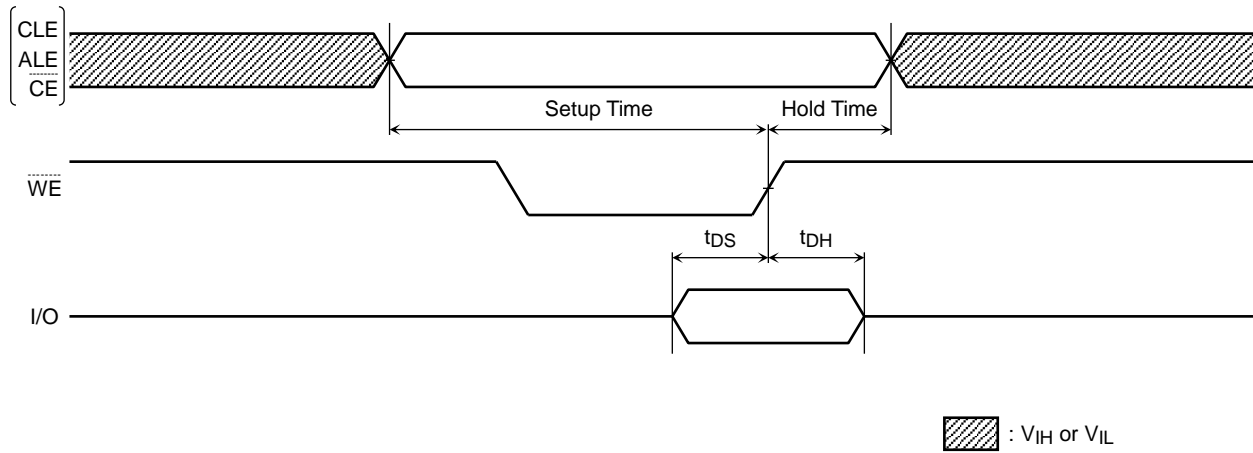 CLE
ALE
CE
Setup Time
Hold Time
WE
tDS
tDH
I/O
: VIH or VIL